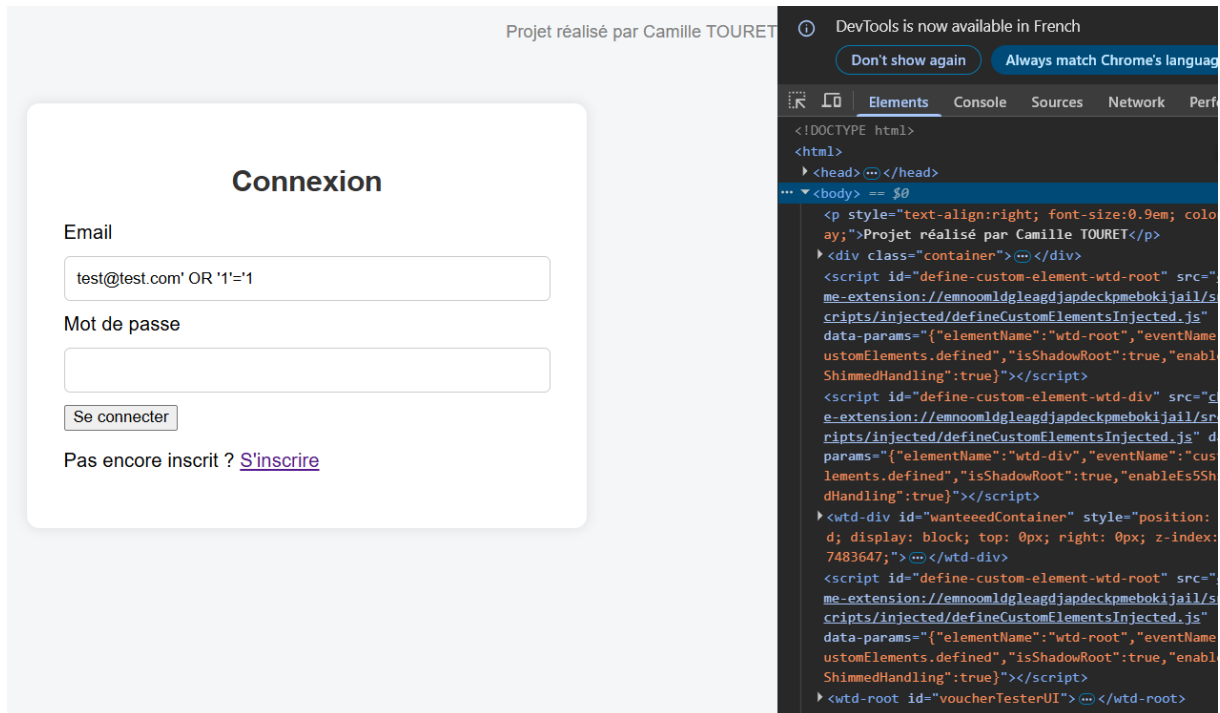 Projet réalisé par Camille TOURET
Connexion
Email
test@test.com' OR '1'='1
Mot de passe
Se connecter
Pas encore inscrit ? S'inscrire
DevTools is now available in French
Don't show again
Always match Chrome's languag
Elements Console Sources Network Perf
<!DOCTYPE html>
<html>
<head>…</head>
… <body> == $0
<p style="text-align:right; font-size:0.9em; colo
ay;">Projet réalisé par Camille TOURET</p>
<div class="container">…</div>
<script id="define-custom-element-wtd-root" src="
me-extension://emnoomldgleagdjapdeckpmebokijail/s
cripts/injected/defineCustomElementsInjected.js"
data-params="{"elementName":"wtd-root","eventName
ustomElements.defined","isShadowRoot":true,"enabl
ShimmedHandling":true}"></script>
<script id="define-custom-element-wtd-div" src="c
e-extension://emnoomldgleagdjapdeckpmebokijail/sr
ripts/injected/defineCustomElementsInjected.js" d
params="{"elementName":"wtd-div","eventName":"cus
lements.defined","isShadowRoot":true,"enableEs5Sh
dHandling":true}"></script>
<wtd-div id="wanteeedContainer" style="position:
d; display: block; top: 0px; right: 0px; z-index:
7483647;">…</wtd-div>
<script id="define-custom-element-wtd-root" src="
me-extension://emnoomldgleagdjapdeckpmebokijail/s
cripts/injected/defineCustomElementsInjected.js"
data-params="{"elementName":"wtd-root","eventName
ustomElements.defined","isShadowRoot":true,"enabl
ShimmedHandling":true}"></script>
<wtd-root id="voucherTesterUI">…</wtd-root>